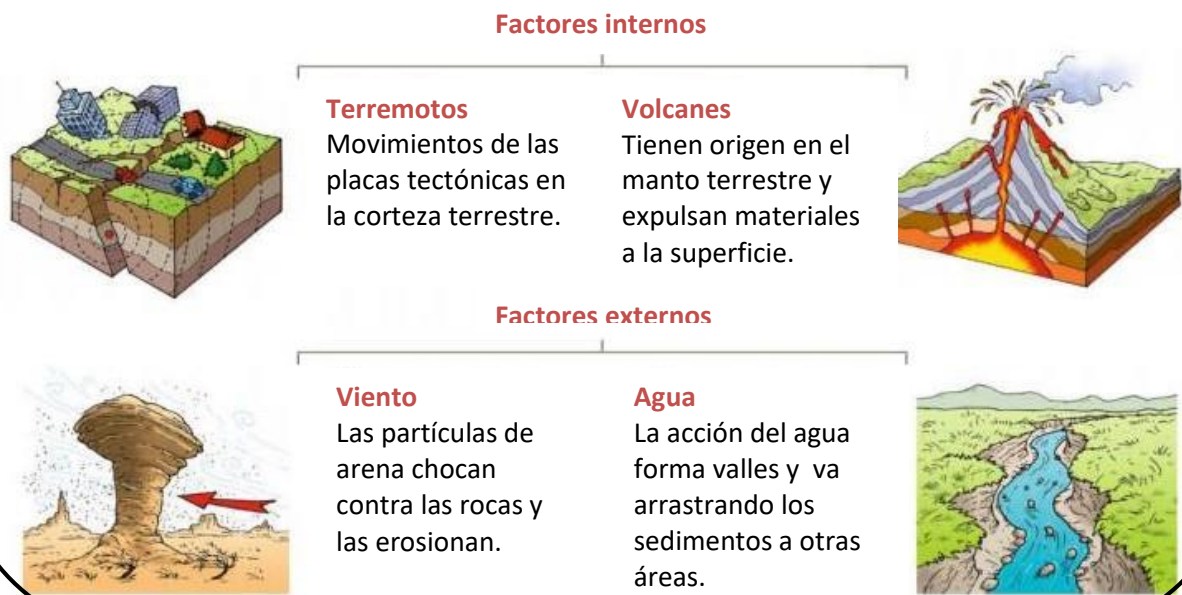 Factores internos
Terremotos
Movimientos de las
placas tectónicas en
la corteza terrestre.
Volcanes
Tienen origen en el
manto terrestre y
expulsan materiales
a la superficie.
Factores externos
Viento
Las partículas de
arena chocan
contra las rocas y
las erosionan.
Agua
La acción del agua
forma valles y  va
arrastrando los
sedimentos a otras
áreas.